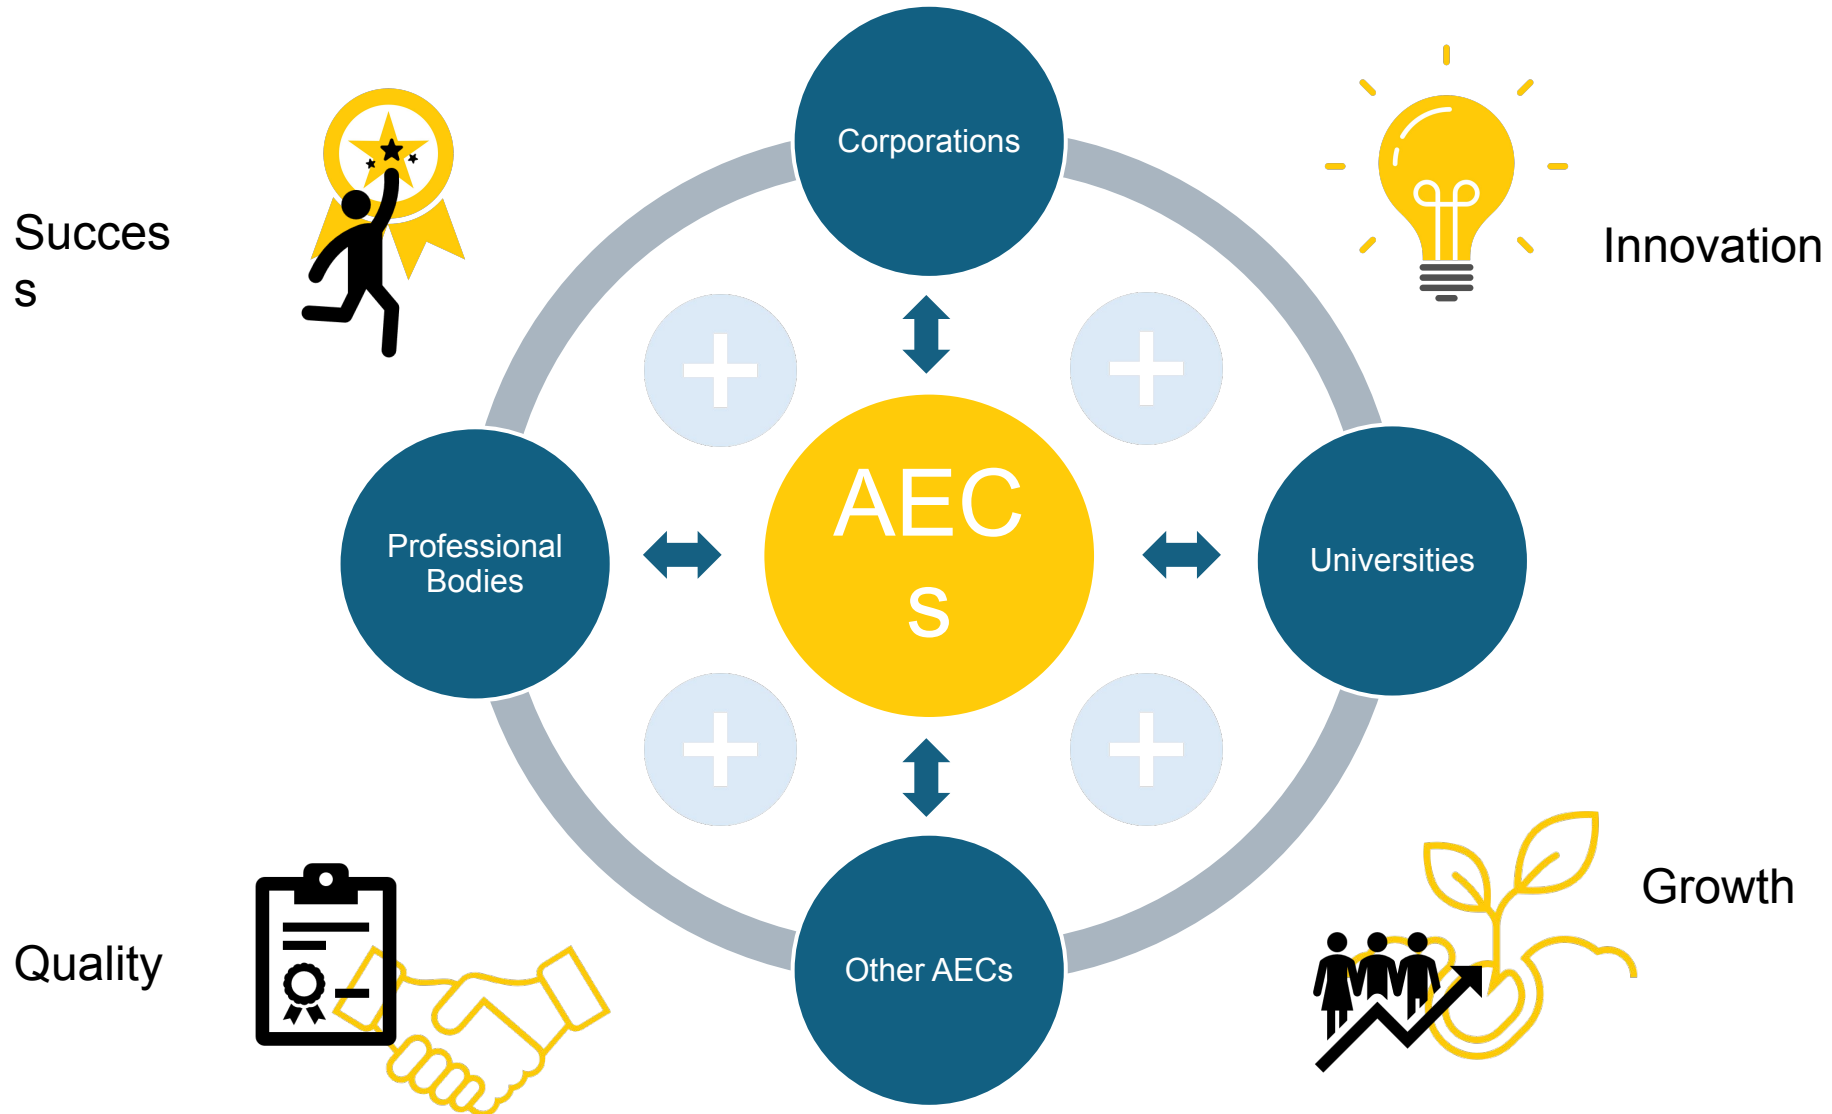 Corporations
Succes
s
Innovation
AEC
s
Professional
Bodies
Universities
Growth
Quality
Other AECs